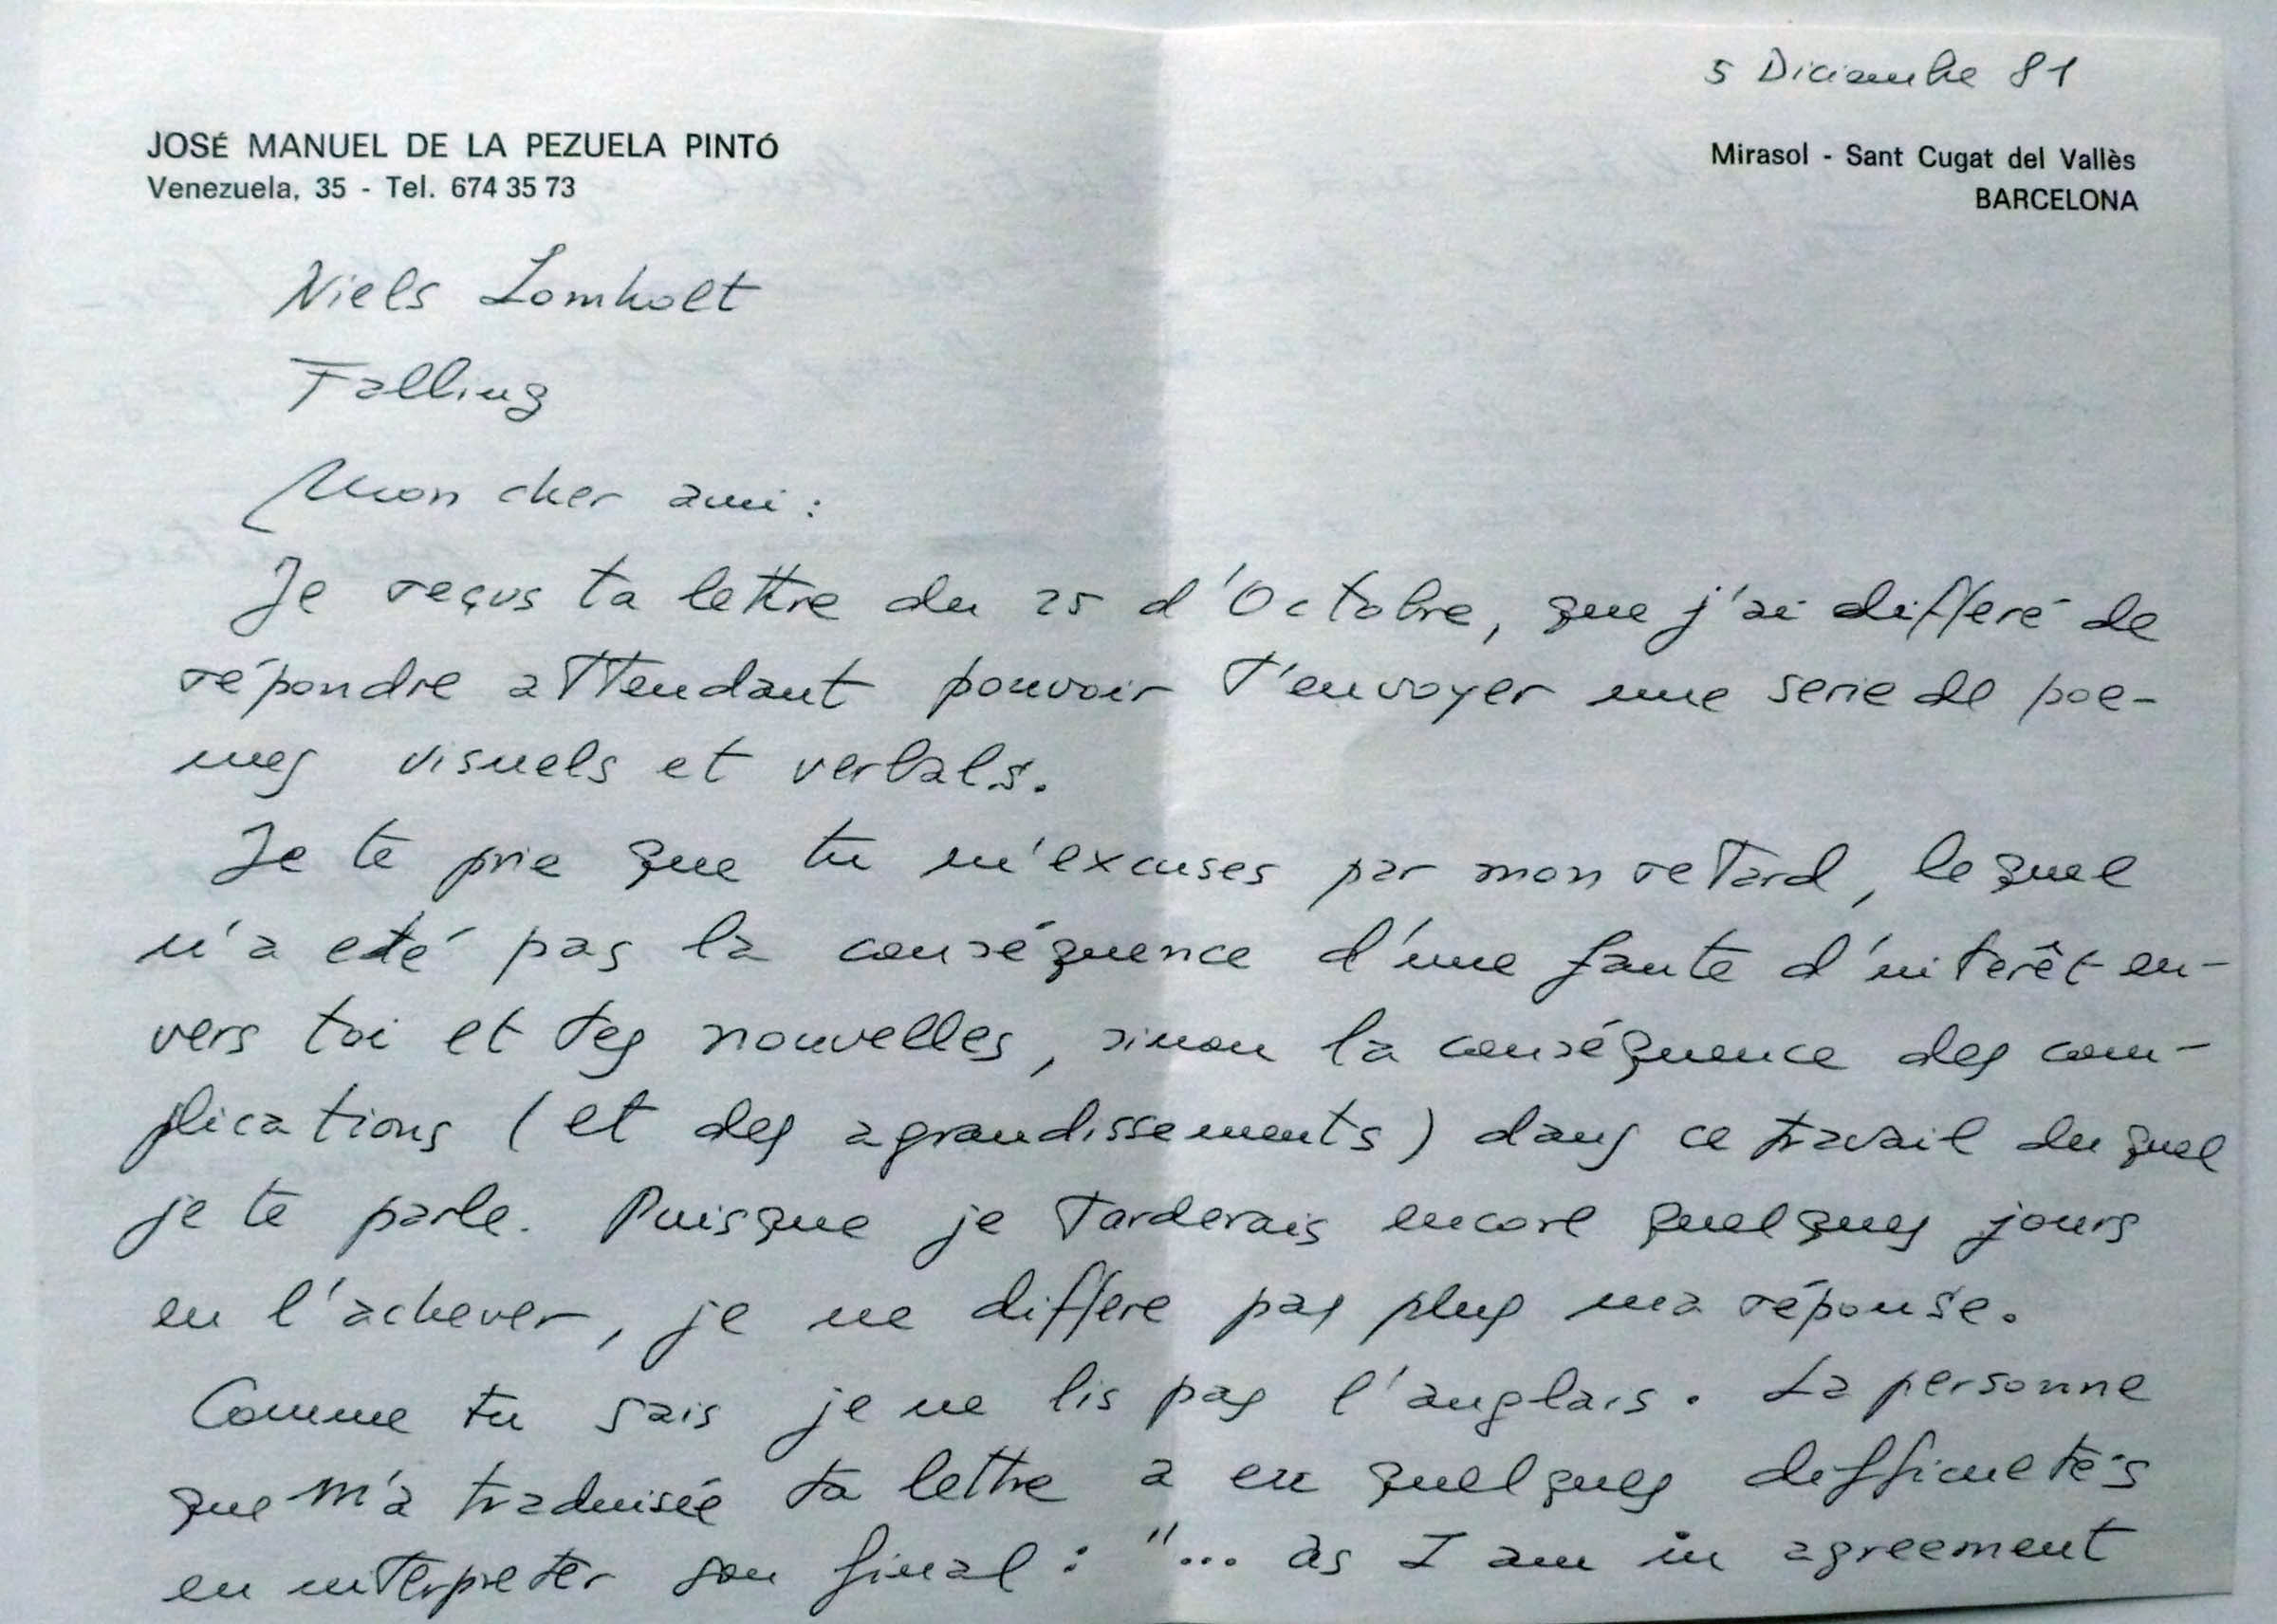 5 Diciembre 81
JOSÉ MANUEL DE LA PEZUELA PINTÓ
Venezuela, 35 - Tel. 674 35 73
Mirasol - Sant Cugat del Vallès
BARCELONA
Niels Lomholt
Falling
Mon cher ami :
Je reçus ta lettre du 25 d'Octobre, que j'ai differé de
répondre attendant pouvoir t'envoyer une serie de poe-
mes visuels et verbals.
Je te prie que tu m'excuses par mon retard, lequel
n'a eté pas la conséquence d'une faute d'interêt en-
vers toi et tes nouvelles, sinon la conséquence des com-
plications (et des agrandissements) dans ce travail du quel
je te parle. Puisque je tarderais encore quelques jours
en l'achever, je ne differe pas plus ma réponse.
Comme tu sais je ne lis pas l'anglais. La personne
que m'a traduisée ta lettre a eu quelques difficultés
en interpreter son final : "... as I am in agreement